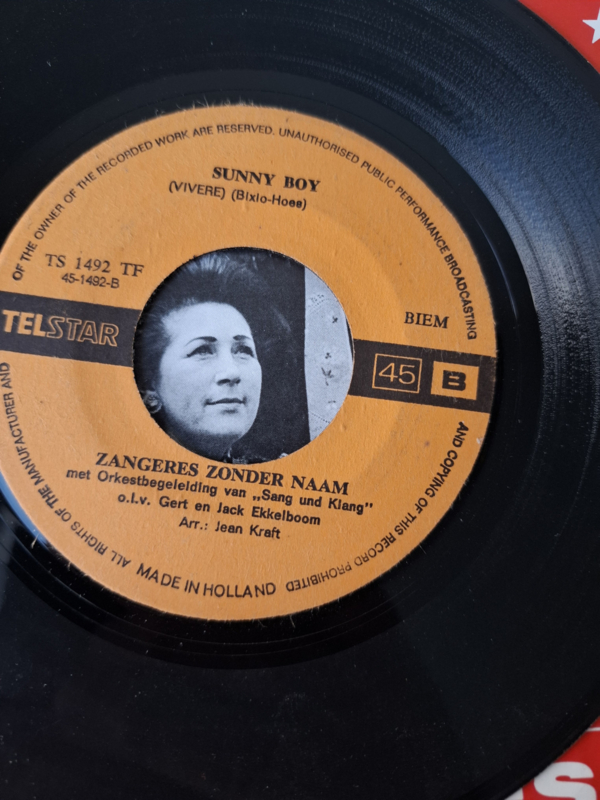 OF THE OWNER OF THE RECORDED WORK ARE RESERVED. UNAUTHORISED PUBLIC PERFORMANCE BROADCASTING
AND COPYING OF THIS RECORD PROHIBITED
ALL RIGHTS OF THE MANUFACTURER AND
SUNNY BOY
(VIVERE) (Bixio-Hoes)
TS 1492 TF
45-1492-B
BIEM
TELSTAR
45 B
ZANGERES ZONDER NAAM
met Orkestbegeleiding van „Sang und Klang"
o.l.v. Gert en Jack Ekkelboom
Arr.: Jean Kraft
MADE IN HOLLAND